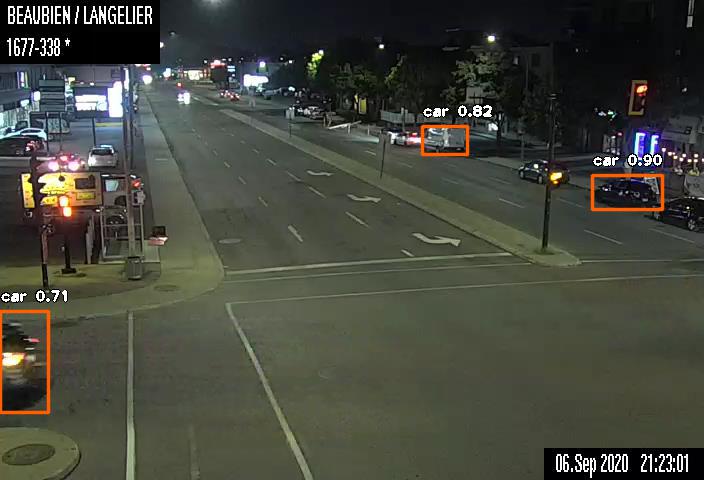 BEAUBIEN / LANGELIER
1677-338 *
car 0.82
car 0.90
car 0.71
06.Sep 2020 21:23:01